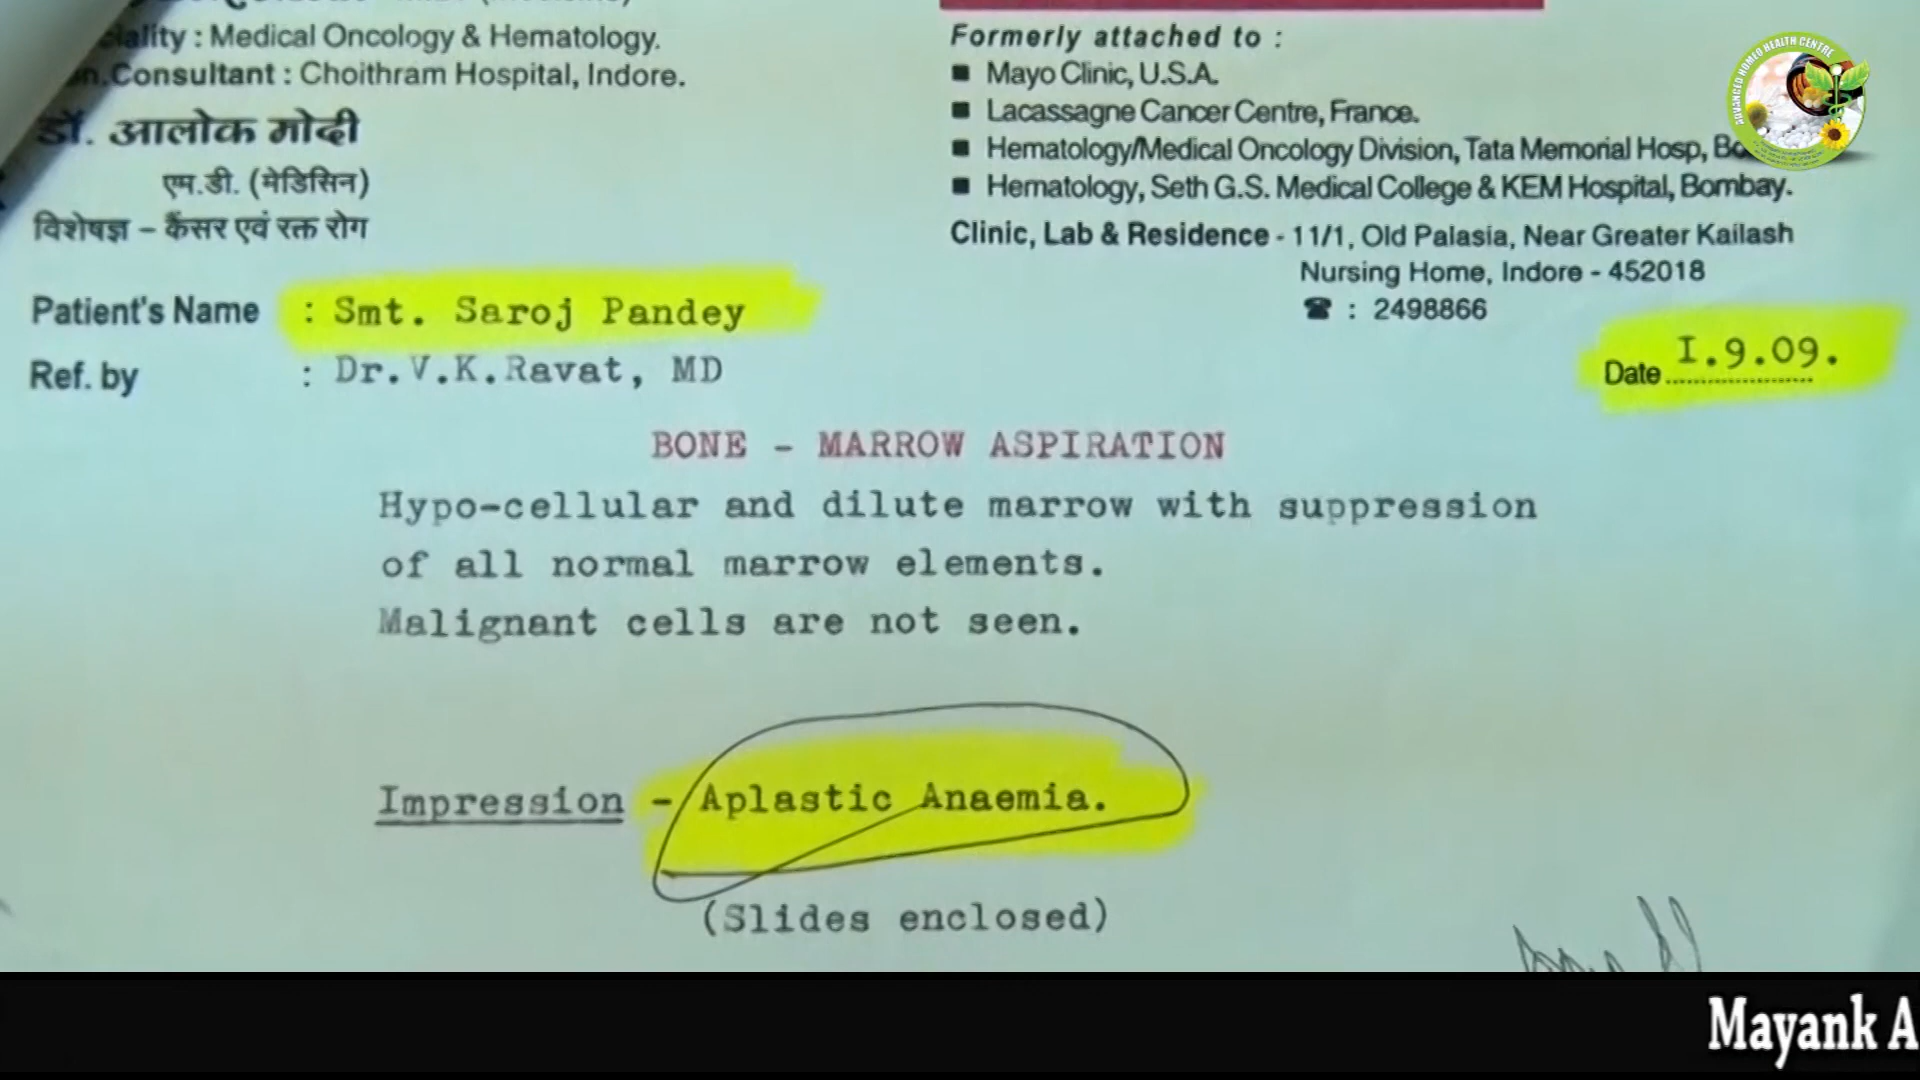 Medical Oncology & Hematology.
Consultant : Choithram Hospital, Indore.
डॉ. आलोक मोदी
एम.डी. (मेडिसिन)
विशेषज्ञ – कैंसर एवं रक्त रोग
Formerly attached to :
Mayo Clinic, U.S.A.
Lacassagne Cancer Centre, France.
Hematology/Medical Oncology Division, Tata Memorial Hosp,
Hematology, Seth G.S. Medical College & KEM Hospital, Bombay.
Clinic, Lab & Residence - 11/1, Old Palasia, Near Greater Kailash
Nursing Home, Indore - 452018
☎ : 2498866
ADVANCED HOMEO HEALTH CENTRE
Patient's Name : Smt. Saroj Pandey
Ref. by : Dr.V.K.Ravat, MD
Date I.9.09.
BONE - MARROW ASPIRATION
Hypo-cellular and dilute marrow with suppression
of all normal marrow elements.
Malignant cells are not seen.
Impression - Aplastic Anaemia.
(Slides enclosed)
Mayank A